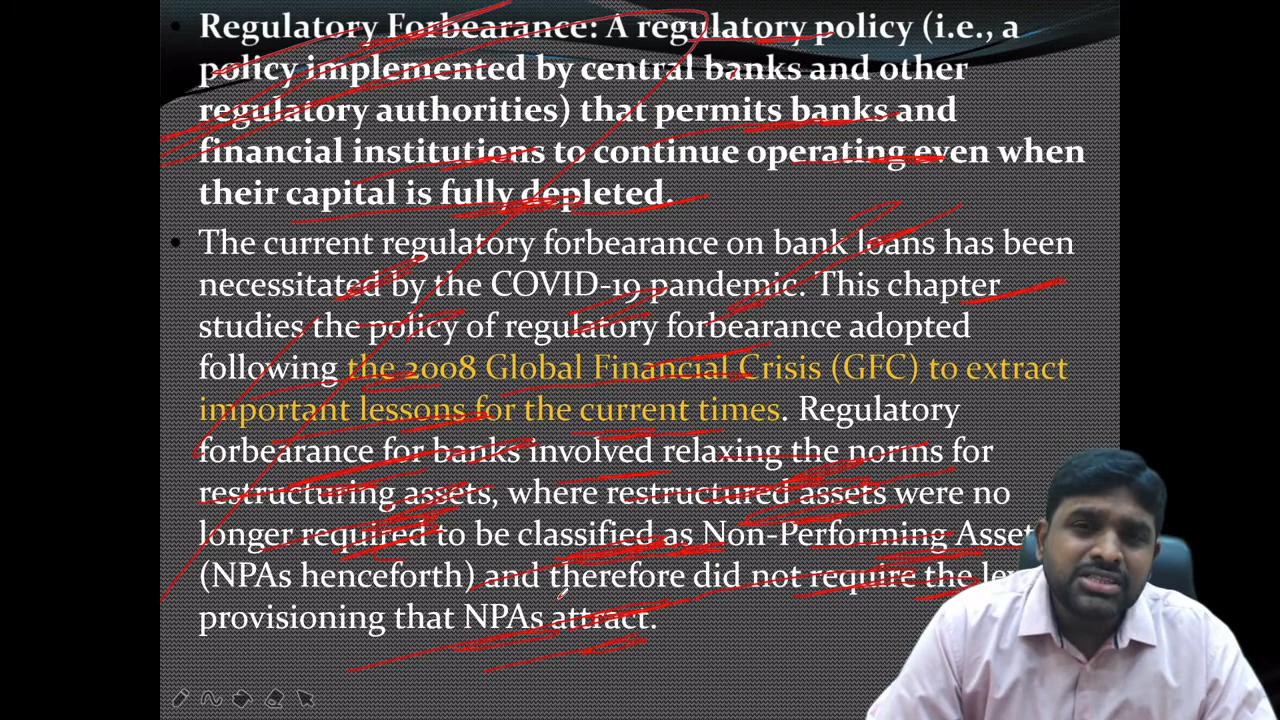 Regulatory Forbearance: A regulatory policy (i.e., a
policy implemented by central banks and other
regulatory authorities) that permits banks and
financial institutions to continue operating even when
their capital is fully depleted.
The current regulatory forbearance on bank loans has been
necessitated by the COVID-19 pandemic. This chapter
studies the policy of regulatory forbearance adopted
following the 2008 Global Financial Crisis (GFC) to extract
important lessons for the current times. Regulatory
forbearance for banks involved relaxing the norms for
restructuring assets, where restructured assets were no
longer required to be classified as Non-Performing
(NPAs henceforth) and therefore did not require the
provisioning that NPAs attract.